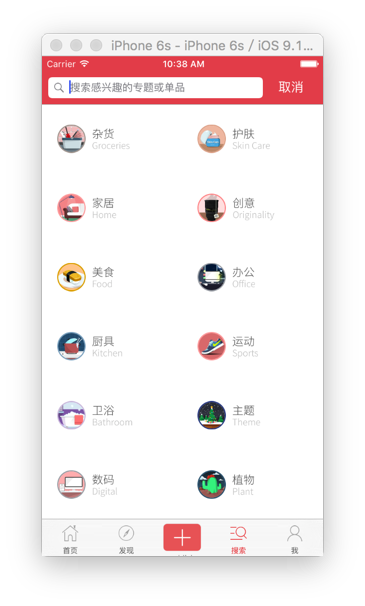 iPhone 6s - iPhone 6s / iOS 9.1...
Carrier 10:38 AM
搜索感兴趣的专题或单品 取消
杂货 护肤
Groceries Skin Care
家居 创意
Home Originality
美食 办公
Food Office
厨具 运动
Kitchen Sports
卫浴 主题
Bathroom Theme
数码 植物
Digital Plant
首页 发现 搜索 我